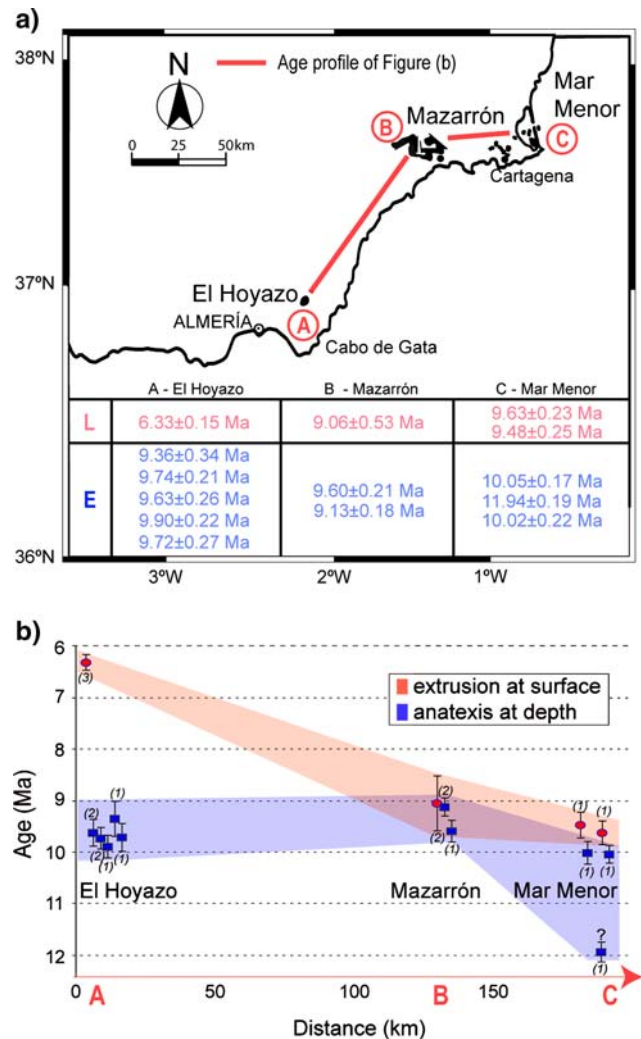 a)
38ºN
N
Age profile of Figure (b)
Mar
Menor
B
Mazarrón
C
0 25 50km
Cartagena
37ºN
El Hoyazo
ALMERÍA
A
Cabo de Gata
A - El Hoyazo B - Mazarrón C - Mar Menor
L 6.33±0.15 Ma 9.06±0.53 Ma 9.63±0.23 Ma
9.48±0.25 Ma
E 9.36±0.34 Ma
9.74±0.21 Ma
9.63±0.26 Ma
9.90±0.22 Ma
9.72±0.27 Ma
9.60±0.21 Ma
9.13±0.18 Ma
10.05±0.17 Ma
11.94±0.19 Ma
10.02±0.22 Ma
36ºN
3ºW 2ºW 1ºW
b)
6
7
8
9
10
11
12
Age (Ma)
extrusion at surface
anatexis at depth
(3)
(2)
(2)
(1)
(1)
(1)
(2)
(2)
(1)
(1)
(1)
(1)
(1)
?
(1)
El Hoyazo Mazarrón Mar Menor
0 50 100 150
A B C
Distance (km)